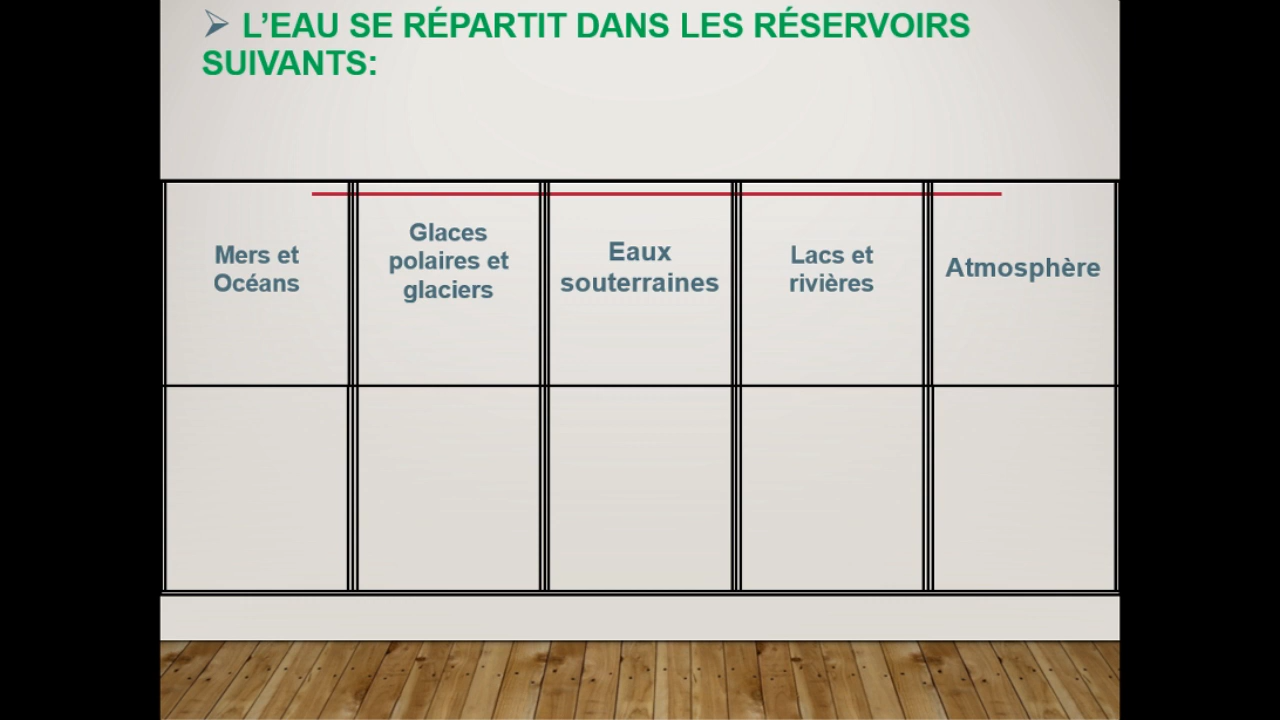 ➢ L’EAU SE RÉPARTIT DANS LES RÉSERVOIRS
SUIVANTS:
Mers et
Océans
Glaces
polaires et
glaciers
Eaux
souterraines
Lacs et
rivières
Atmosphère